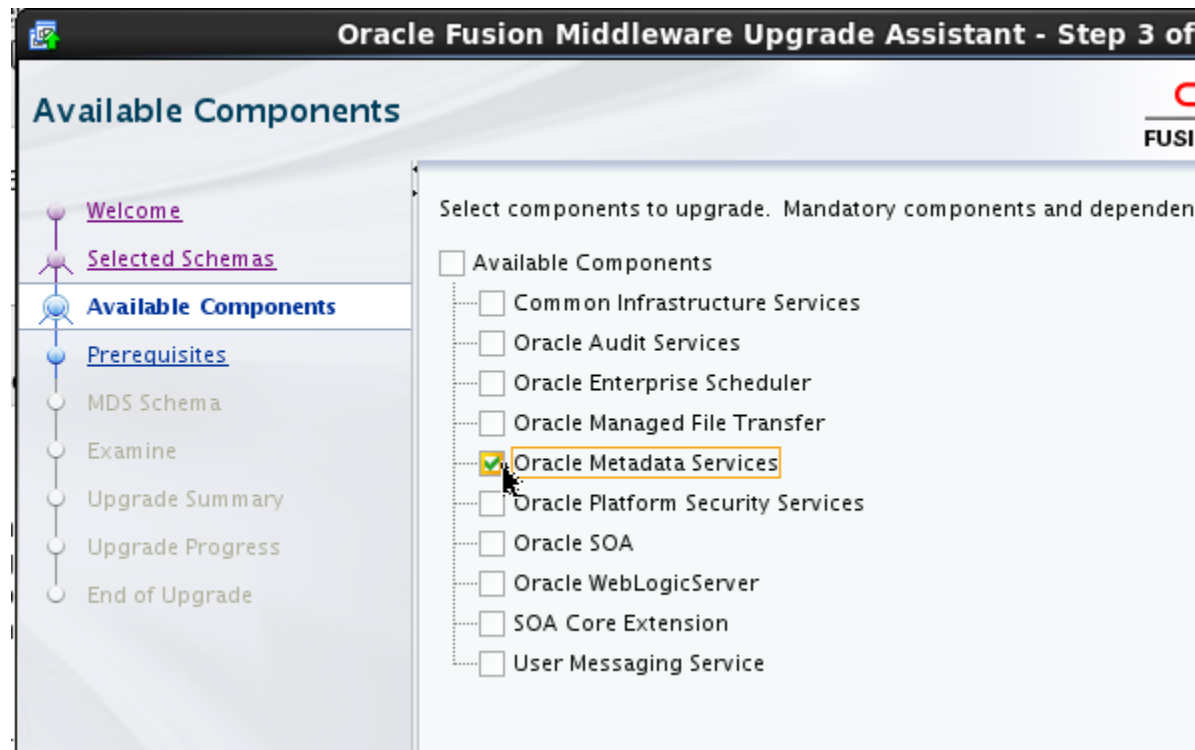 Oracle Fusion Middleware Upgrade Assistant - Step 3 of
Available Components
FUSI
Welcome
Selected Schemas
Available Components
Prerequisites
MDS Schema
Examine
Upgrade Summary
Upgrade Progress
End of Upgrade
Select components to upgrade. Mandatory components and dependen
Available Components
Common Infrastructure Services
Oracle Audit Services
Oracle Enterprise Scheduler
Oracle Managed File Transfer
Oracle Metadata Services
Oracle Platform Security Services
Oracle SOA
Oracle WebLogicServer
SOA Core Extension
User Messaging Service